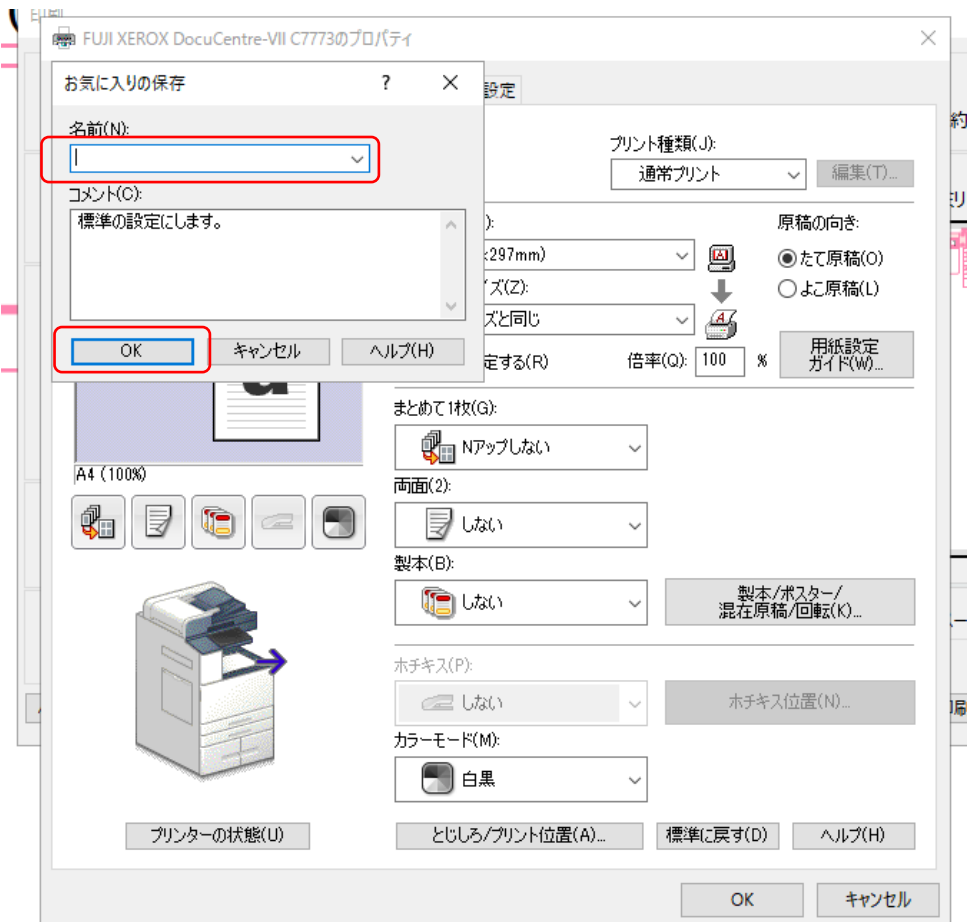 印刷
FUJI XEROX DocuCentre-VII C7773のプロパティ
お気に入りの保存
?
設定
名前(N):
プリント種類(J):
通常プリント
編集(T)...
コメント(C):
標準の設定にします。
):
原稿の向き:
297mm)
たて原稿(O)
イズ(Z):
よこ原稿(L)
ズと同じ
OK
キャンセル
ヘルプ(H)
定する(R)
倍率(Q):
100
%
用紙設定
ガイド(W)...
まとめて1枚(G):
Nアップしない
A4 (100%)
両面(2):
しない
製本(B):
しない
製本/ポスター/
混在原稿/回転(K)...
ホチキス(P):
しない
ホチキス位置(N)...
カラーモード(M):
白黒
プリンターの状態(U)
とじしろ/プリント位置(A)...
標準に戻す(D)
ヘルプ(H)
OK
キャンセル